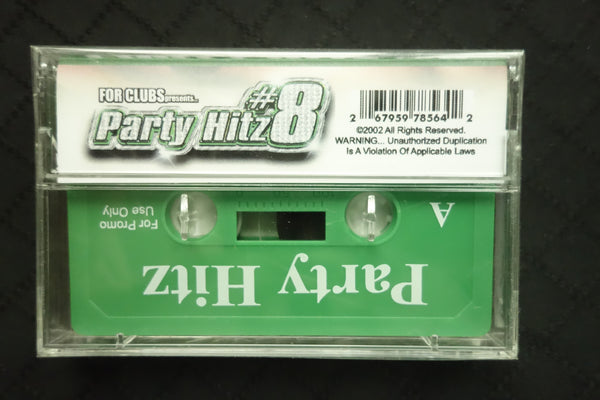 FOR CLUBS presents...
Party Hitz #8
2 67959 78564 2
©2002 All Rights Reserved.
WARNING... Unauthorized Duplication
Is A Violation Of Applicable Laws
Party Hitz
A
For Promo
Use Only